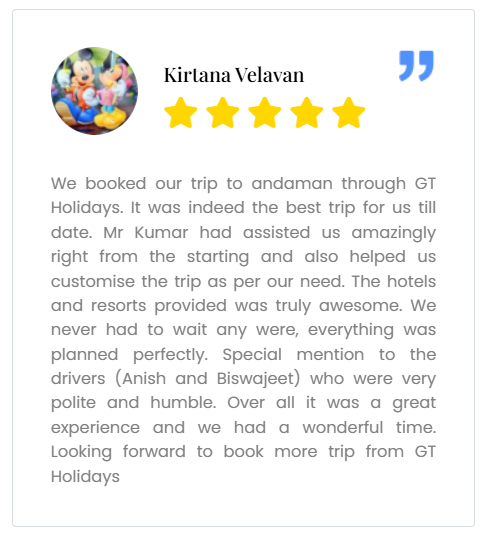 Kirtana Velavan
We booked our trip to andaman through GT
Holidays. It was indeed the best trip for us till
date. Mr Kumar had assisted us amazingly
right from the starting and also helped us
customise the trip as per our need. The hotels
and resorts provided was truly awesome. We
never had to wait any were, everything was
planned perfectly. Special mention to the
drivers (Anish and Biswajeet) who were very
polite and humble. Over all it was a great
experience and we had a wonderful time.
Looking forward to book more trip from GT
Holidays